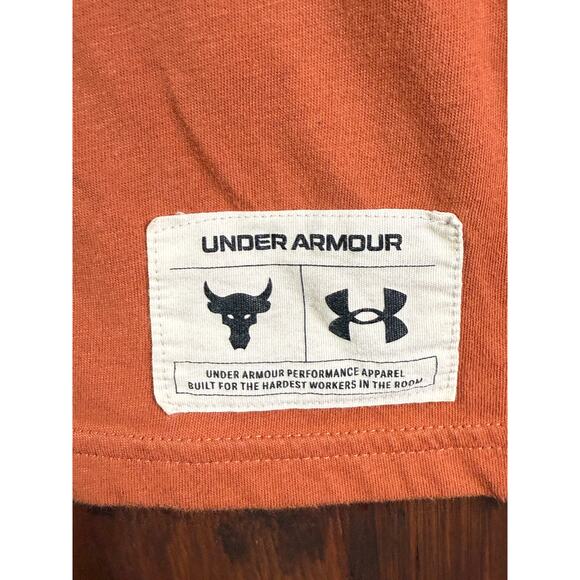 UNDER ARMOUR
UNDER ARMOUR PERFORMANCE APPAREL
BUILT FOR THE HARDEST WORKERS IN THE ROOM